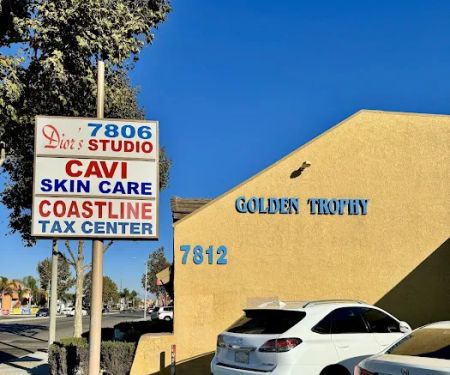 Dior's 7806 STUDIO
CAVI
SKIN CARE
COASTLINE
TAX CENTER
GOLDEN TROPHY
7812